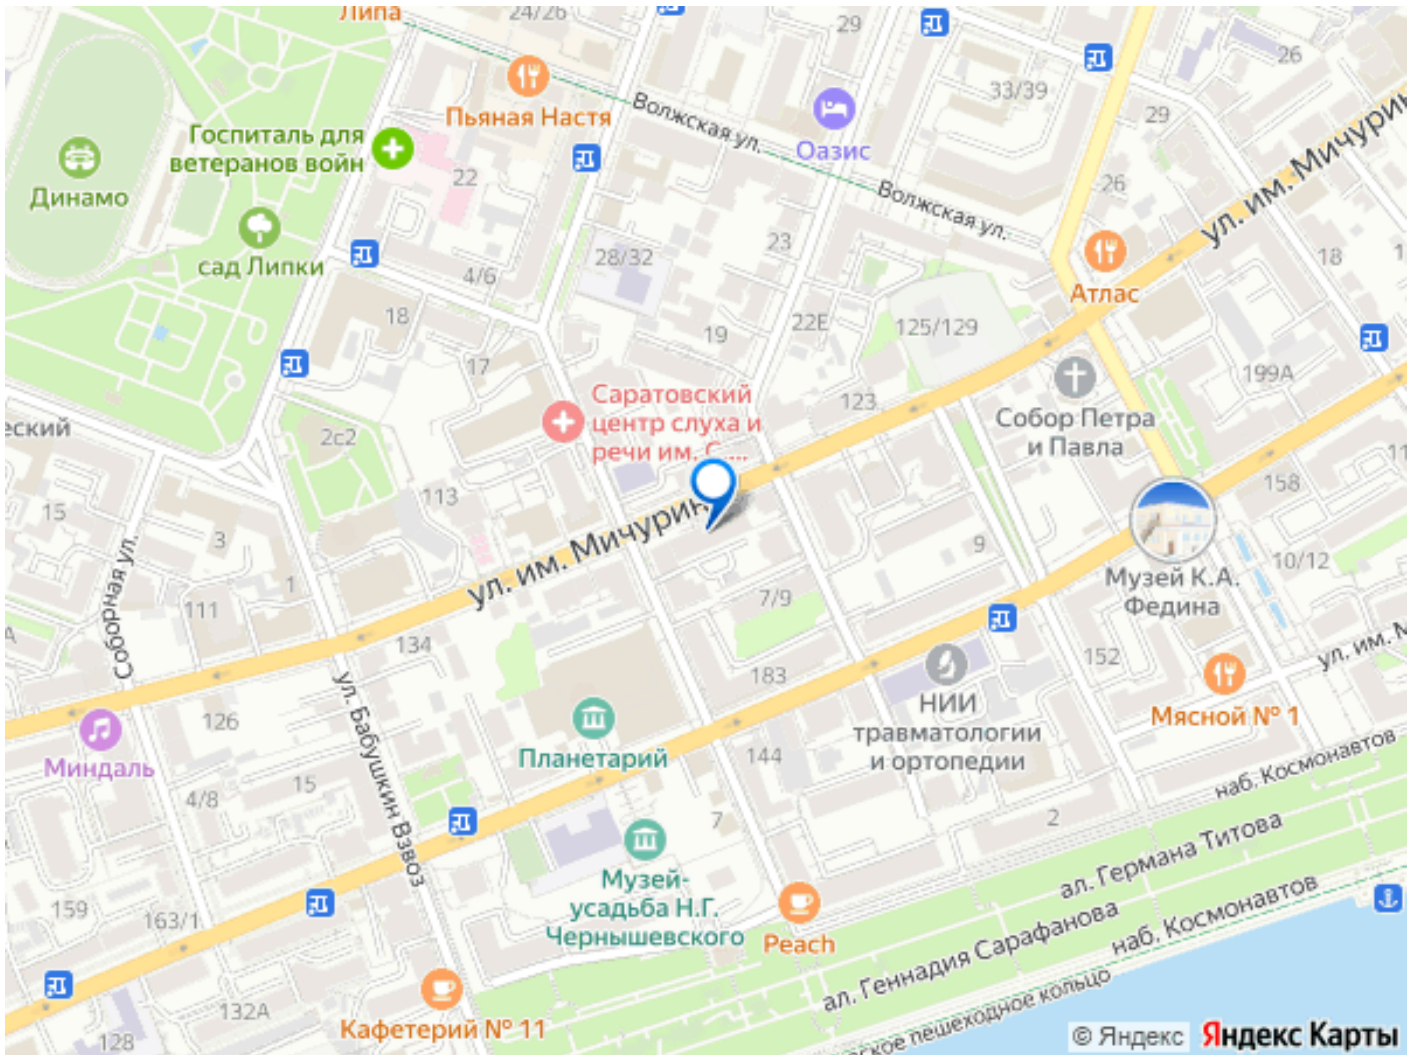 Липа
24/26
29
26
Пьяная Настя
Волжская ул.
33/39
29
Оазис
Госпиталь для
ветеранов войн
22
Динамо
Волжская ул.
26
ул. им. Мичурин
сад Липки
28/32
23
18
4/6
Атлас
18
19
22Е
125/129
17
199А
Саратовский
центр слуха и
речи им. С....
123
Собор Петра
и Павла
еский
2с2
113
158
15
3
ул. им. Мичурин
9
10/12
Соборная ул.
1
Музей К.А.
Федина
111
7/9
134
152
183
ул. им. М
НИИ
травматологии
и ортопедии
Мясной № 1
126
ул. Бабушкин Взвоз
Планетарий
144
Миндаль
наб. Космонавтов
15
4/8
7
2
ал. Германа Титова
Музей-
усадьба Н.Г.
Чернышевского
159
163/1
Peach
наб. Космонавтов
ал. Геннадия Сарафанова
132А
Кафетерий № 11
128
ское пешеходное кольцо
© Яндекс Яндекс Карты